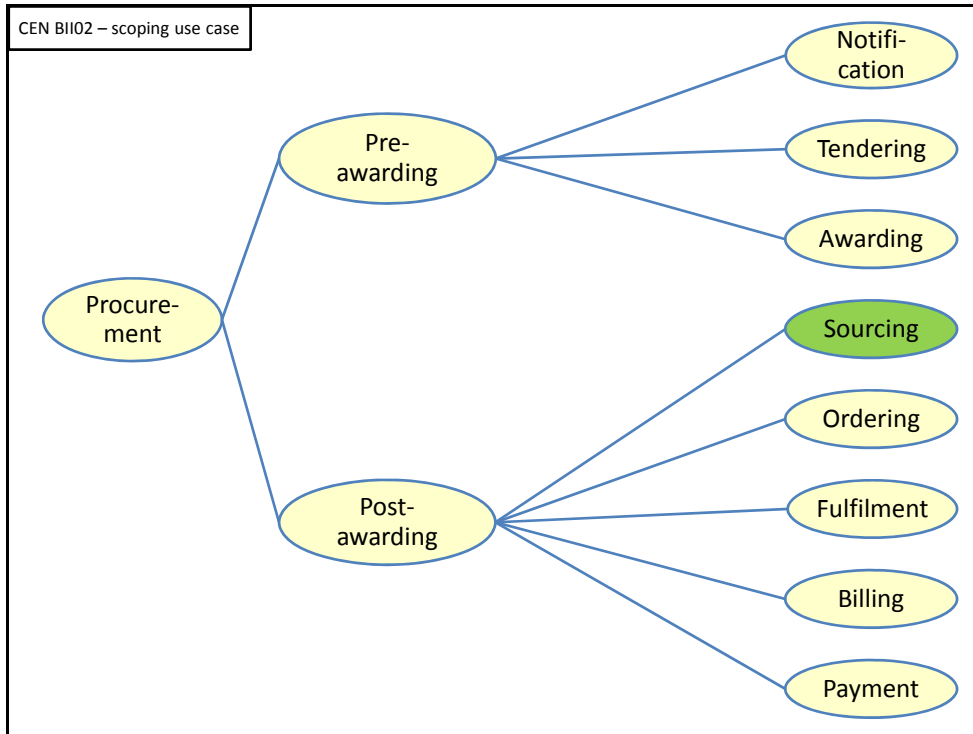 CEN BII02 – scoping use case
Notifi-
cation
Pre-
awarding
Tendering
Awarding
Procure-
ment
Sourcing
Ordering
Post-
awarding
Fulfilment
Billing
Payment